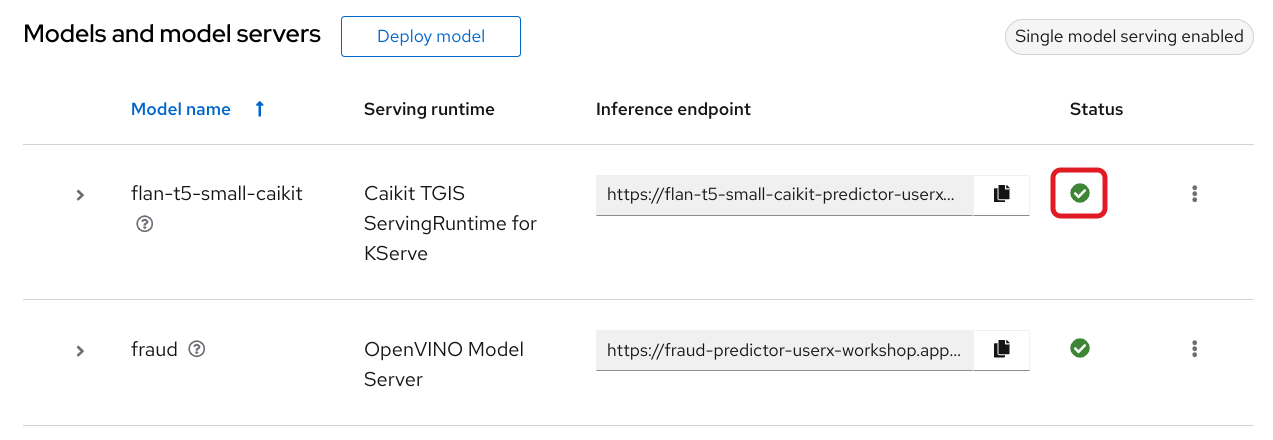 Models and model servers
Deploy model
Single model serving enabled
Model name
Serving runtime
Inference endpoint
Status
flan-t5-small-caikit
Caikit TGIS
ServingRuntime for
KServe
https://flan-t5-small-caikit-predictor-userx...
fraud
OpenVINO Model
Server
https://fraud-predictor-userx-workshop.app...